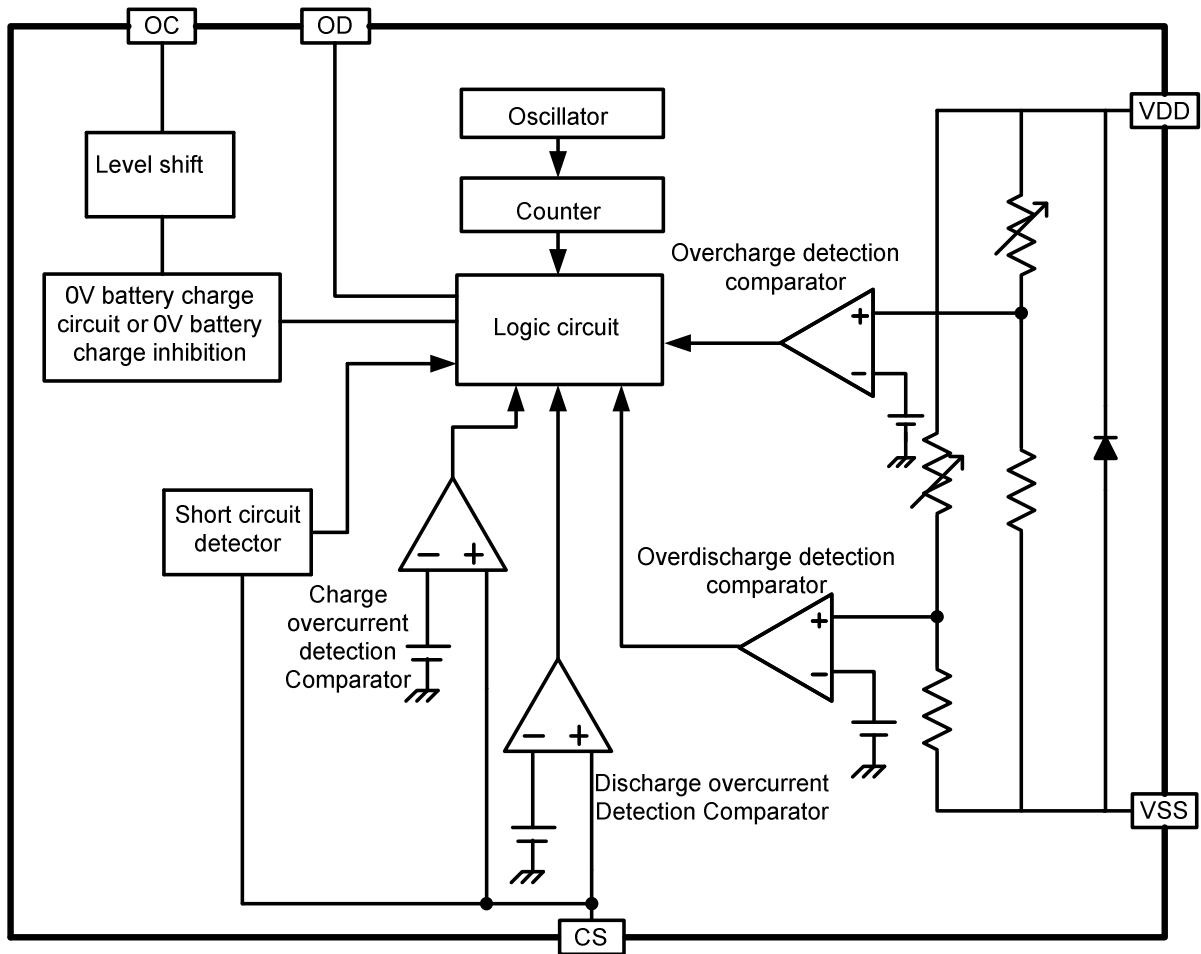 OC
OD
Oscillator
VDD
Level shift
Counter
Overcharge detection
comparator
0V battery charge
circuit or 0V battery
charge inhibition
Logic circuit
+
−
Short circuit
detector
− +
Overdischarge detection
comparator
Charge
overcurrent
detection
Comparator
+
−
− +
Discharge overcurrent
Detection Comparator
VSS
CS